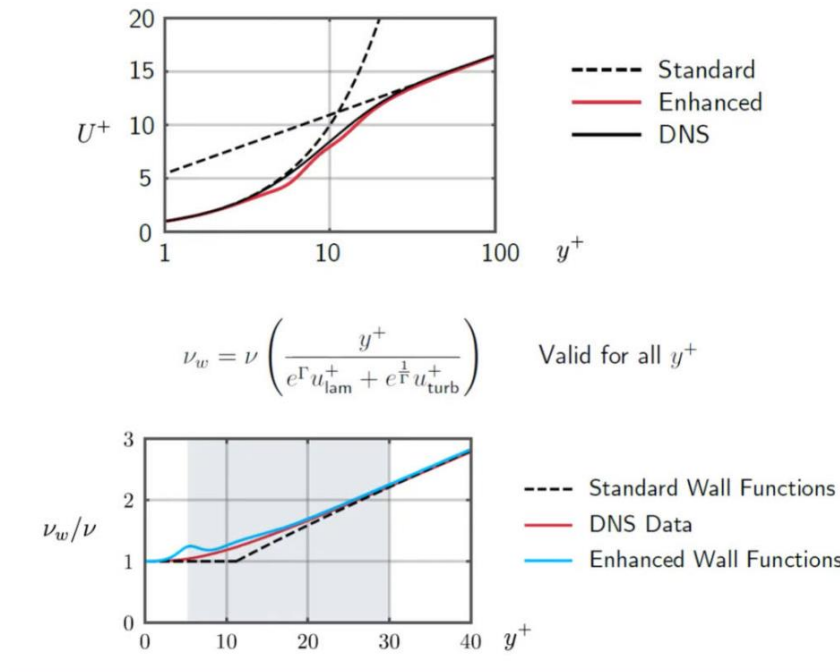 20
15
10
5
0
U⁺
1 10 100 y⁺
Standard
Enhanced
DNS
ν_w = ν ( y⁺ / e^Γ u⁺_lam + e^{1/Γ} u⁺_turb ) Valid for all y⁺
3
2
1
0
ν_w/ν
0 10 20 30 40 y⁺
Standard Wall Functions
DNS Data
Enhanced Wall Functions